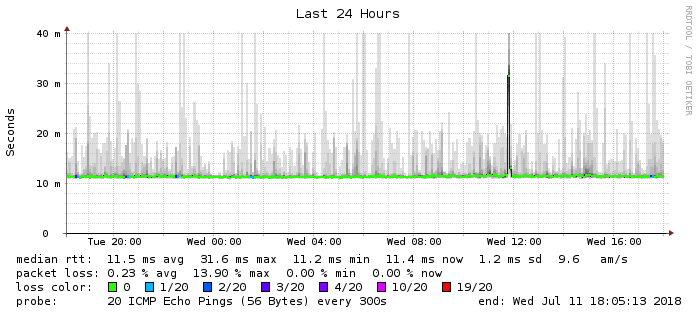 Last 24 Hours
RRDTOOL / TOBI OETIKER
Seconds
40 m
30 m
20 m
10 m
0
Tue 20:00 Wed 00:00 Wed 04:00 Wed 08:00 Wed 12:00 Wed 16:00
median rtt: 11.5 ms avg 31.6 ms max 11.2 ms min 11.4 ms now 1.2 ms sd 9.6 am/s
packet loss: 0.23 % avg 13.90 % max 0.00 % min 0.00 % now
loss color: 0 1/20 2/20 3/20 4/20 10/20 19/20
probe: 20 ICMP Echo Pings (56 Bytes) every 300s end: Wed Jul 11 18:05:13 2018